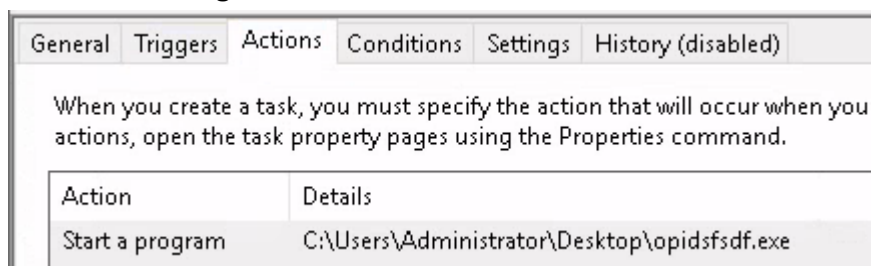 General Triggers Actions Conditions Settings History (disabled)
When you create a task, you must specify the action that will occur when you
actions, open the task property pages using the Properties command.
Action Details
Start a program C:\Users\Administrator\Desktop\opidsfsdf.exe